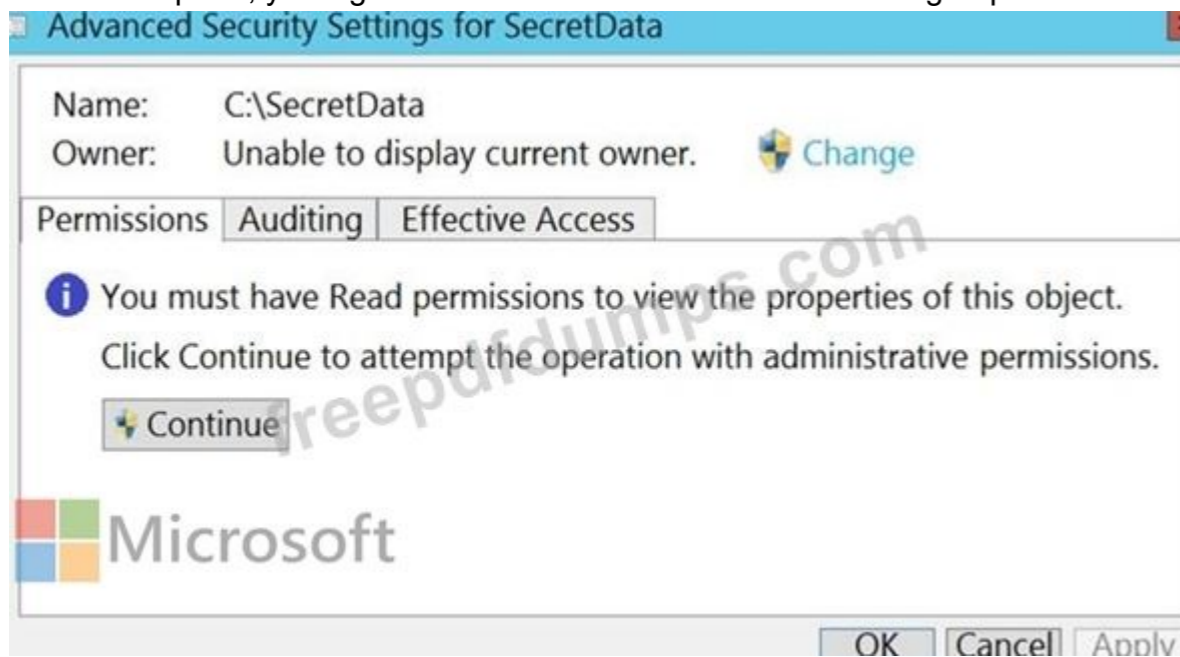 Advanced Security Settings for SecretData
Name: C:\SecretData
Owner: Unable to display current owner. Change
Permissions Auditing Effective Access
You must have Read permissions to view the properties of this object.
Click Continue to attempt the operation with administrative permissions.
Continue
freepdfdumps.com
Microsoft
OK Cancel Apply